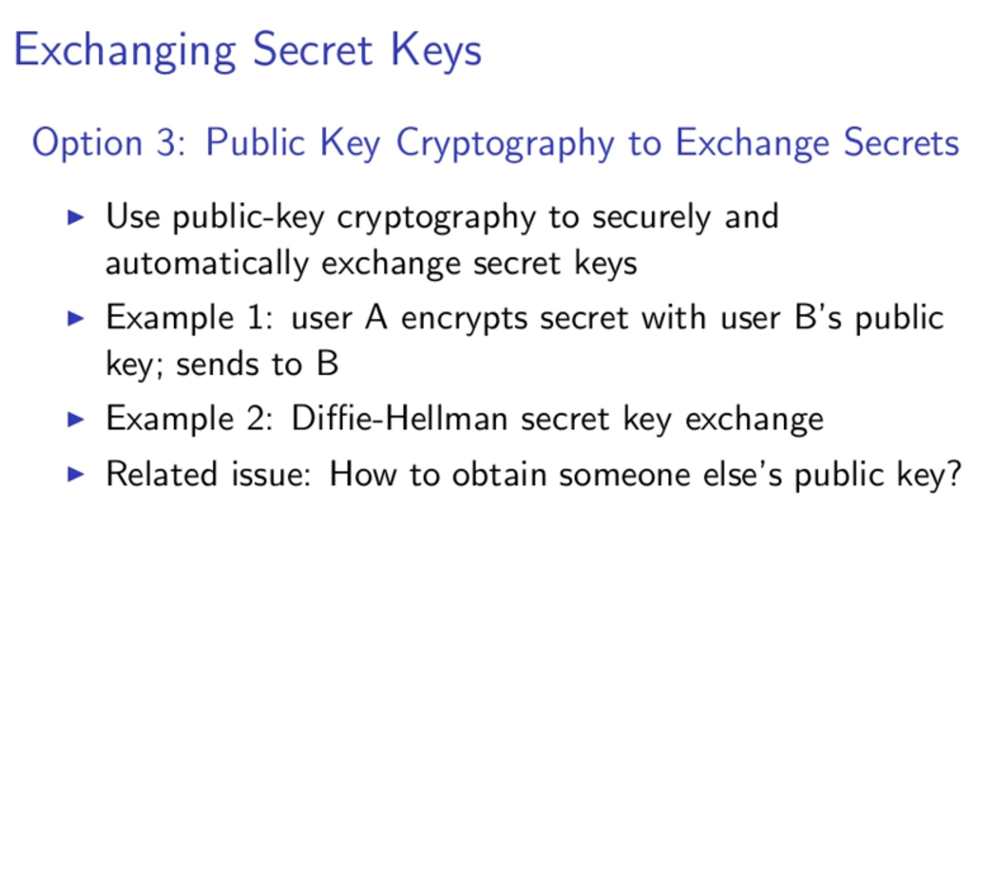 Exchanging Secret Keys
Option 3: Public Key Cryptography to Exchange Secrets
▶ Use public-key cryptography to securely and
automatically exchange secret keys
▶ Example 1: user A encrypts secret with user B's public
key; sends to B
▶ Example 2: Diffie-Hellman secret key exchange
▶ Related issue: How to obtain someone else's public key?